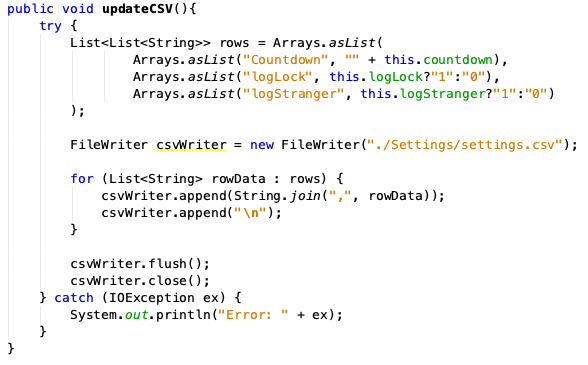 public void updateCSV(){
    try {
        List<List<String>> rows = Arrays.asList(
                Arrays.asList("Countdown", "" + this.countdown),
                Arrays.asList("logLock", this.logLock?"1":"0"),
                Arrays.asList("logStranger", this.logStranger?"1":"0")
        );

        FileWriter csvWriter = new FileWriter("./Settings/settings.csv");

        for (List<String> rowData : rows) {
            csvWriter.append(String.join(",", rowData));
            csvWriter.append("\n");
        }

        csvWriter.flush();
        csvWriter.close();
    } catch (IOException ex) {
        System.out.println("Error: " + ex);
    }
}